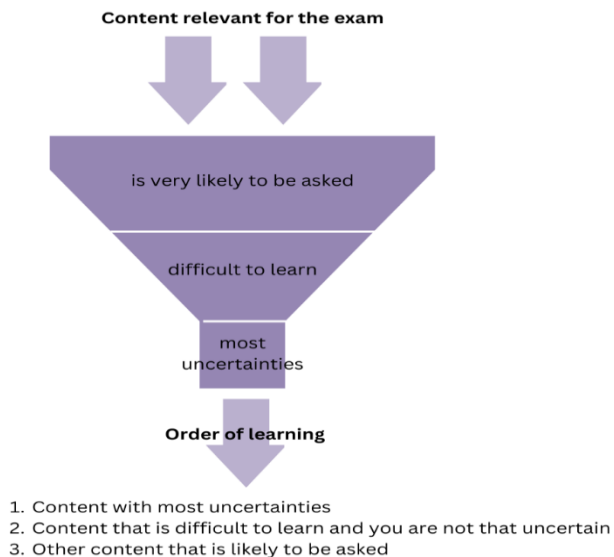 Content relevant for the exam
is very likely to be asked
difficult to learn
most
uncertainties
Order of learning
1. Content with most uncertainties
2. Content that is difficult to learn and you are not that uncertain
3. Other content that is likely to be asked